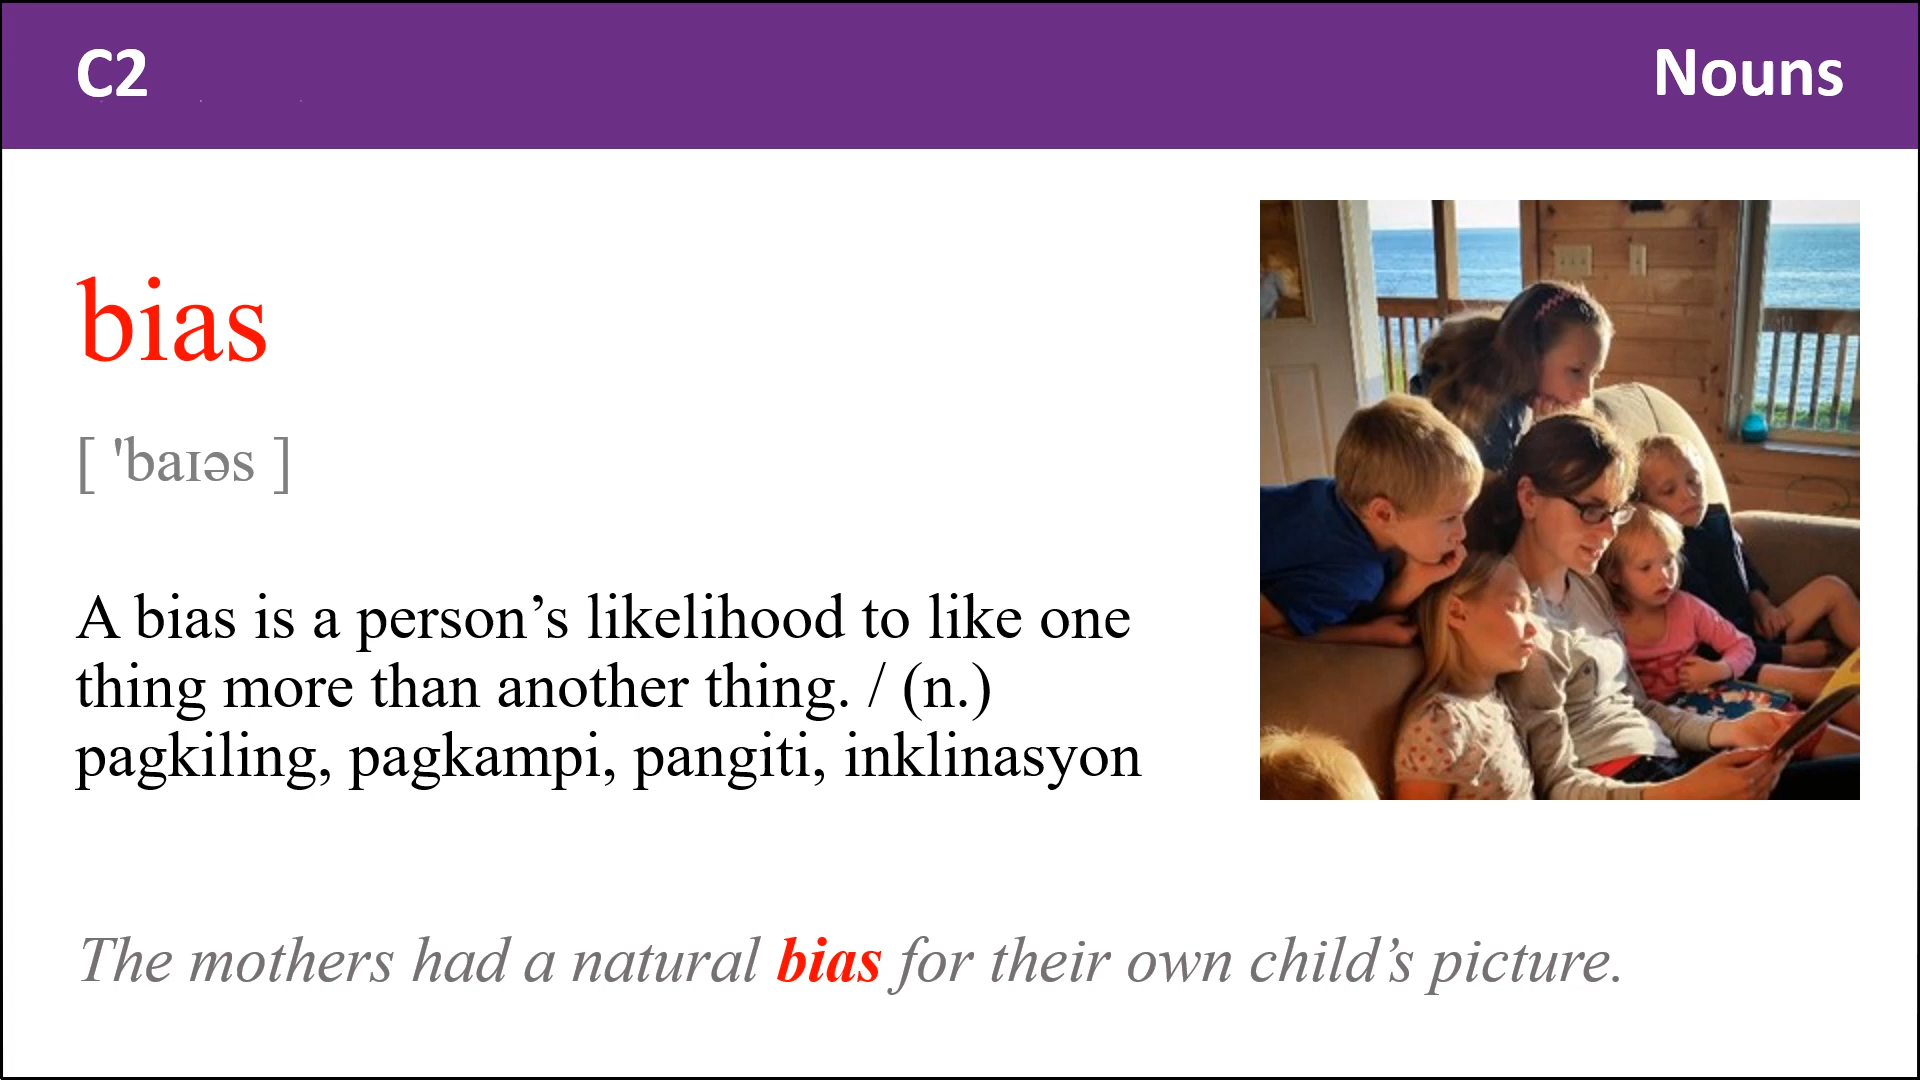 C2
Nouns
bias
[ 'baɪəs ]
A bias is a person’s likelihood to like one
thing more than another thing. / (n.)
pagkiling, pagkampi, pangiti, inklinasyon
The mothers had a natural bias for their own child’s picture.